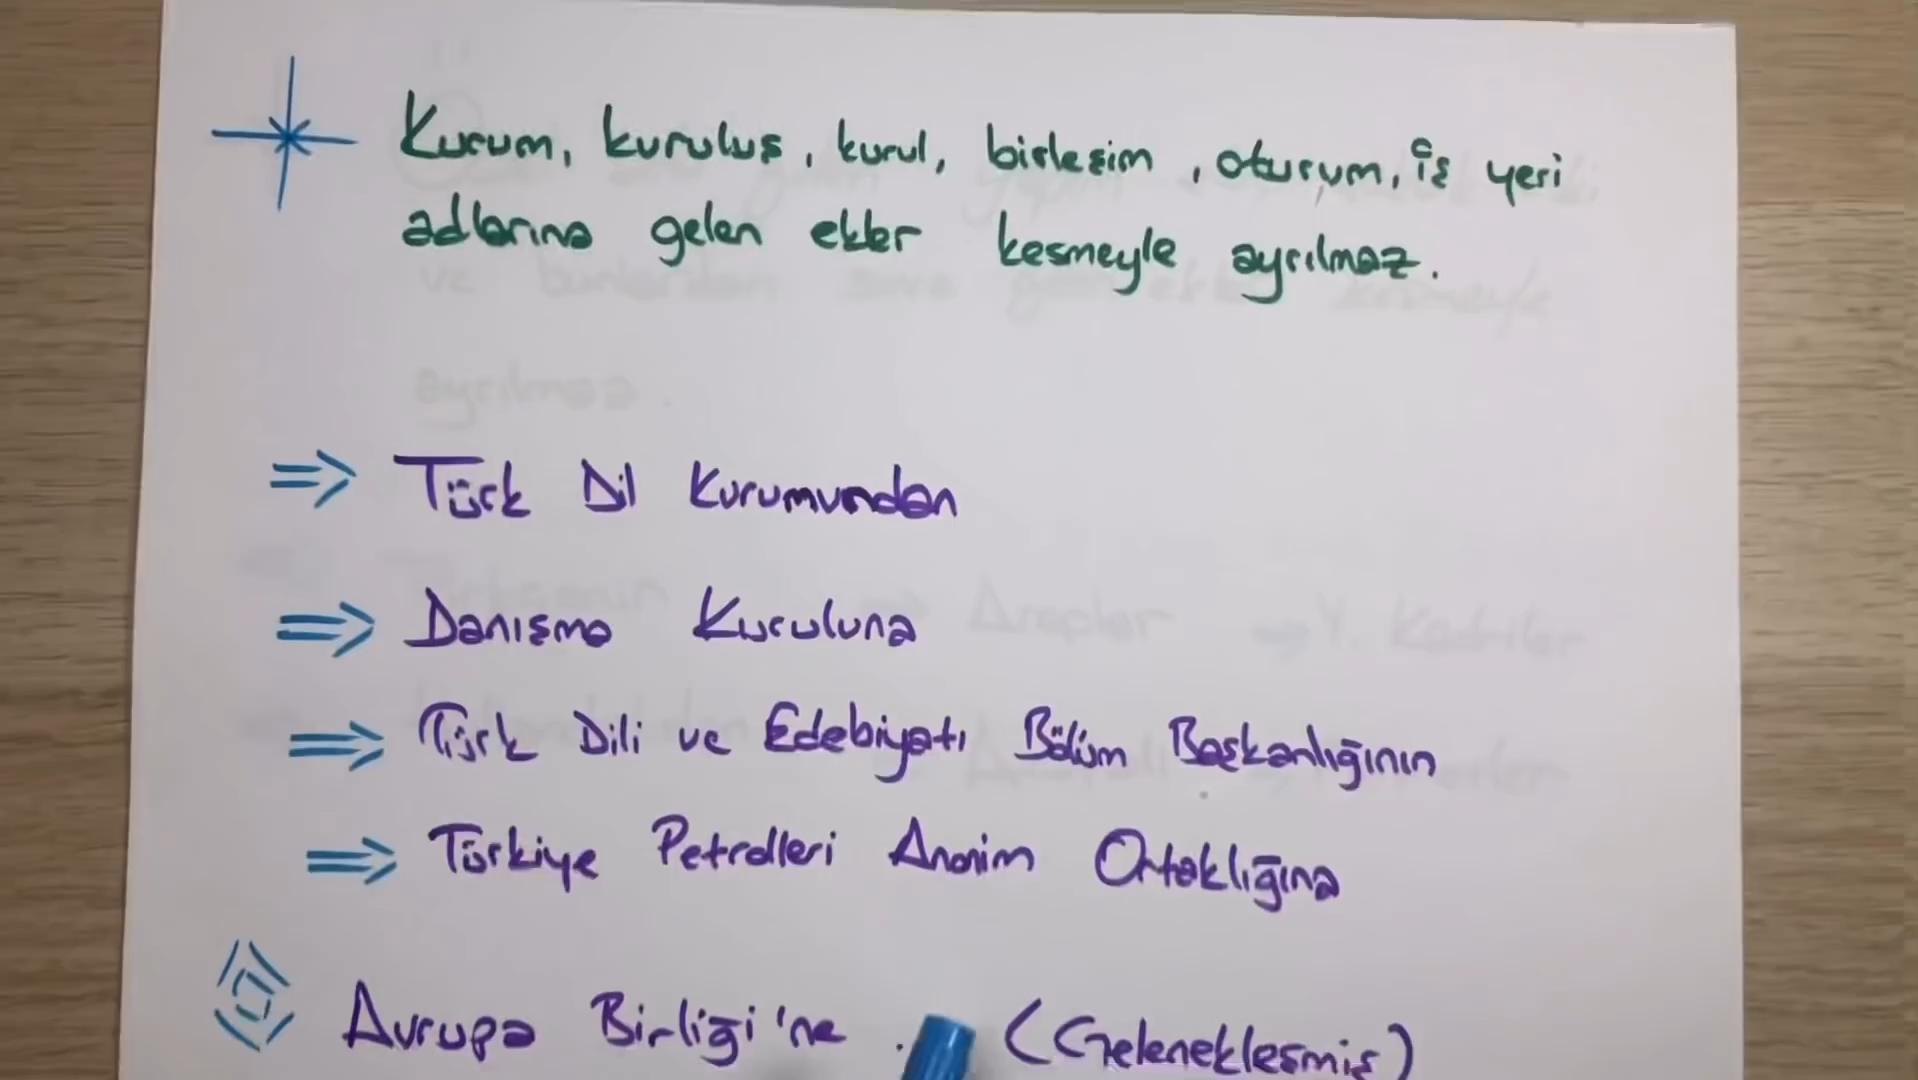 Kurum, kuruluş, kurul, birleşim, oturum, iş yeri
adlarına gelen ekler kesmeyle ayrılmaz.
⇒ Türk Dil Kurumundan
⇒ Danışma Kuruluna
⇒ Türk Dili ve Edebiyatı Bölüm Başkanlığının
⇒ Türkiye Petrolleri Anonim Ortaklığına
Avrupa Birliği'ne . (Gelenekleşmiş)